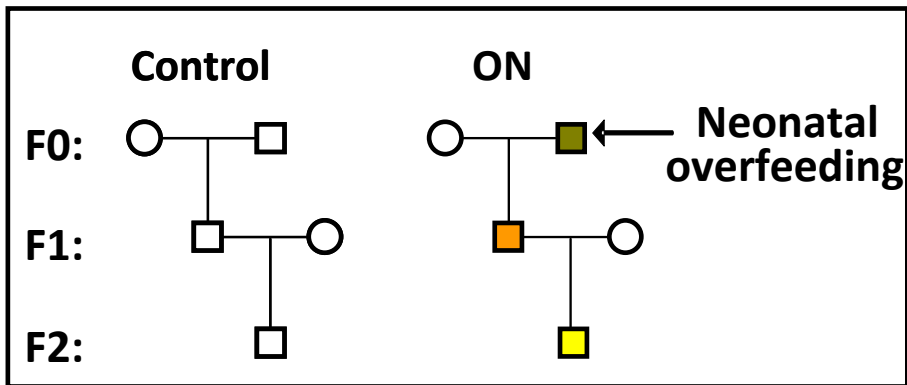 Control ON
F0:
Neonatal
overfeeding
F1:
F2: